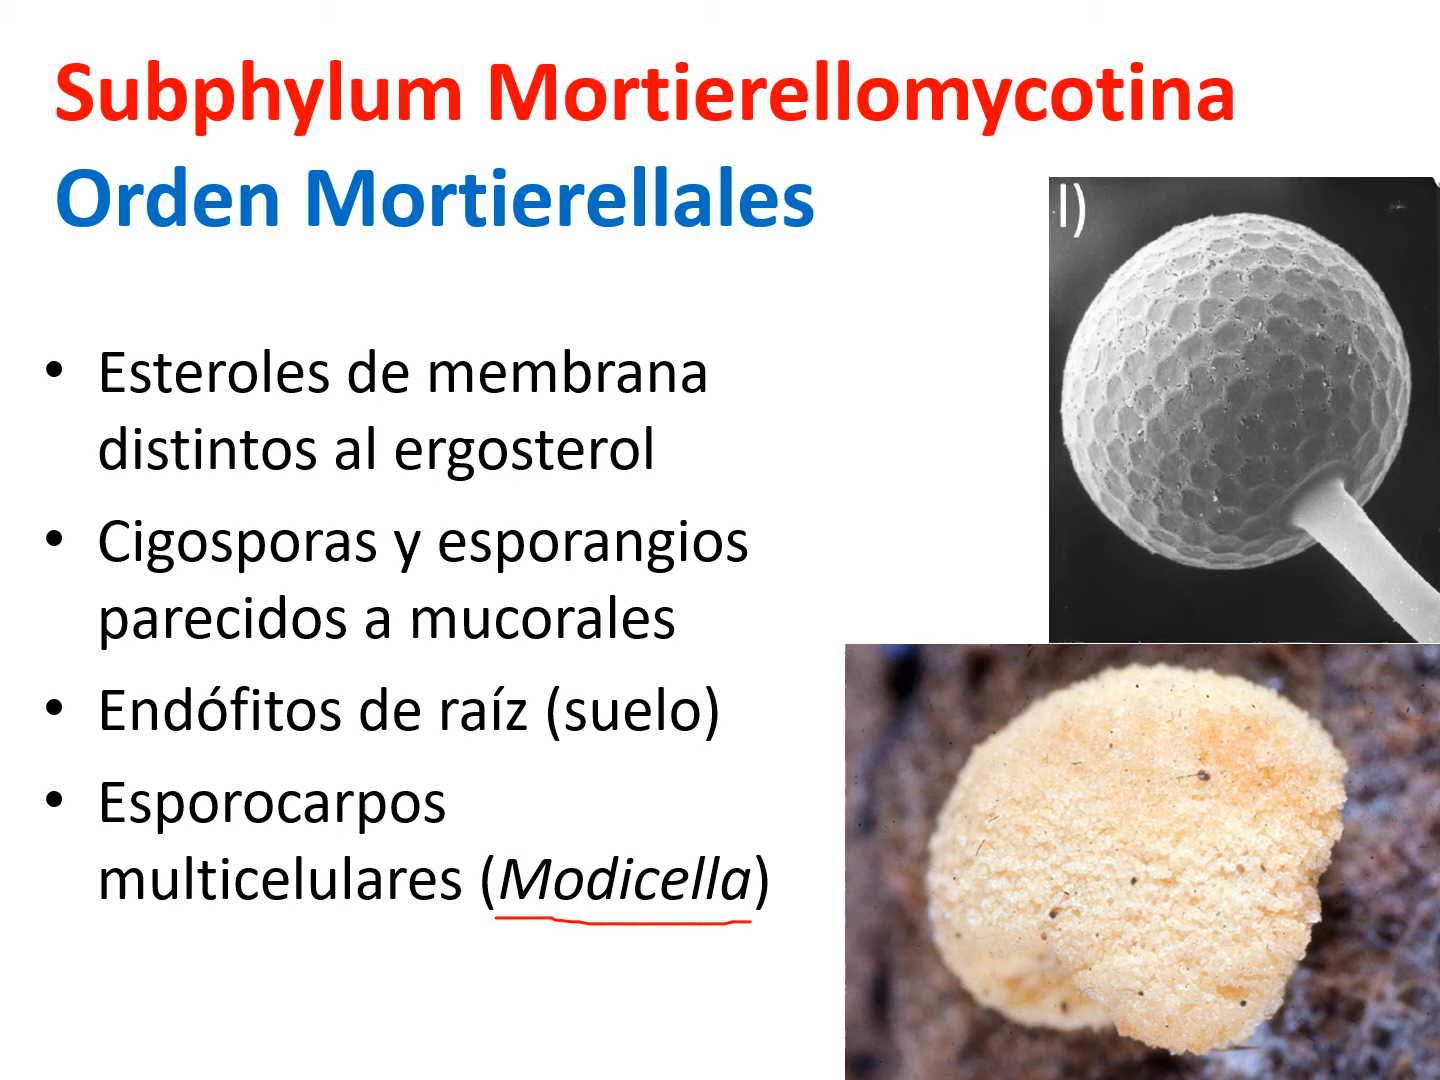 Subphylum Mortierellomycotina
Orden Mortierellales
l)
• Esteroles de membrana
distintos al ergosterol
• Cigosporas y esporangios
parecidos a mucorales
• Endófitos de raíz (suelo)
• Esporocarpos
multicelulares (Modicella)